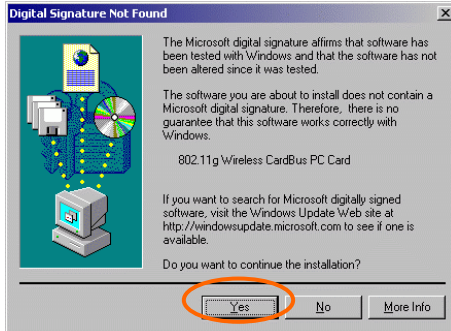 Digital Signature Not Found
The Microsoft digital signature affirms that software has
been tested with Windows and that the software has not
been altered since it was tested.
The software you are about to install does not contain a
Microsoft digital signature. Therefore, there is no
guarantee that this software works correctly with
Windows.
802.11g Wireless CardBus PC Card
If you want to search for Microsoft digitally signed
software, visit the Windows Update Web site at
http://windowsupdate.microsoft.com to see if one is
available.
Do you want to continue the installation?
Yes No More Info